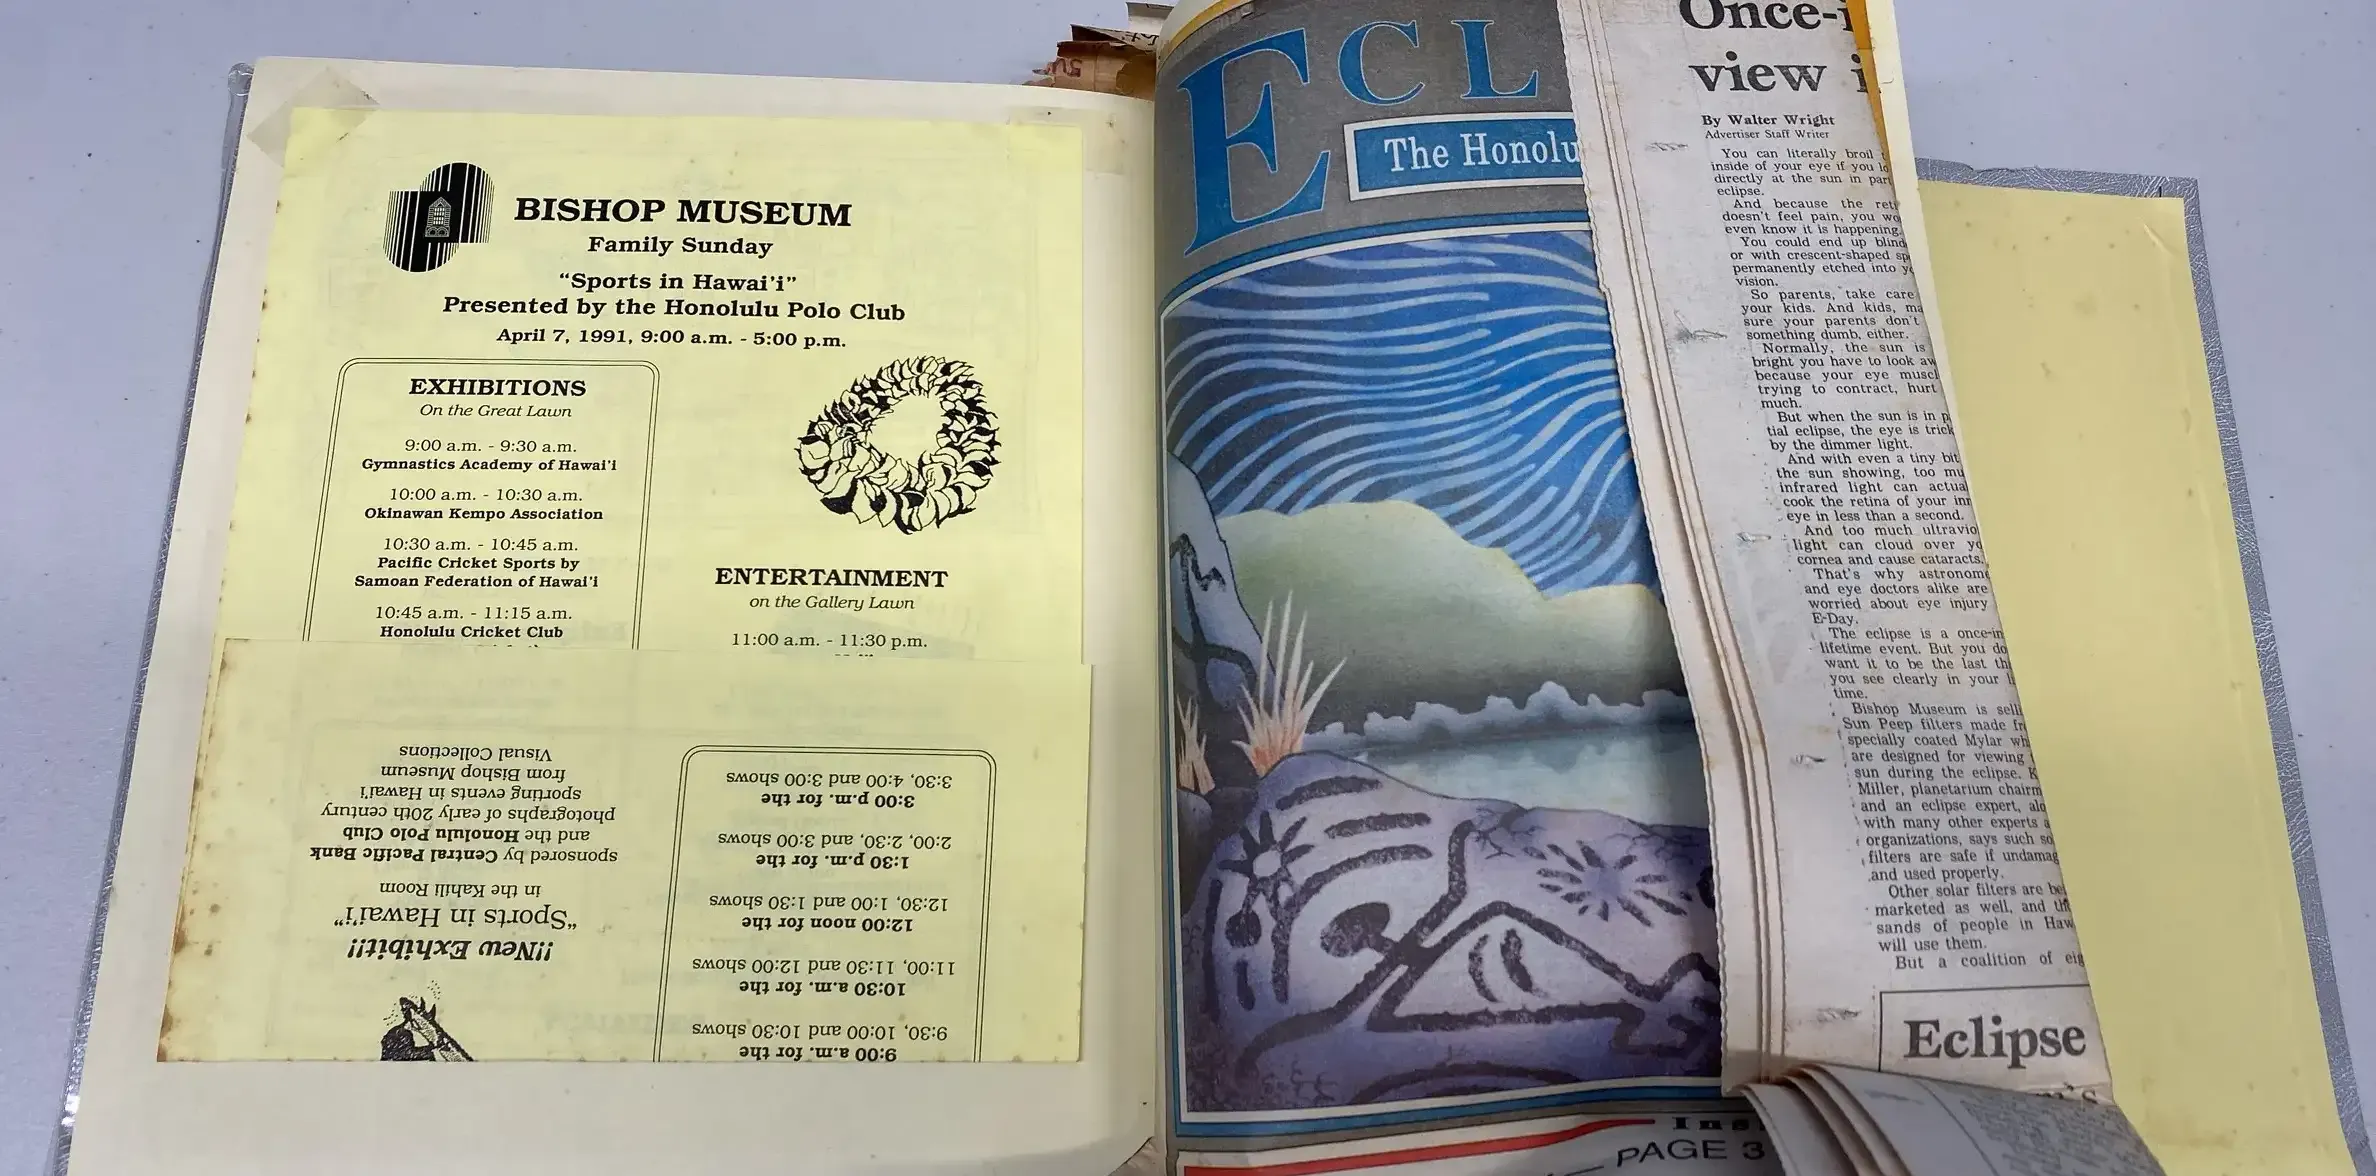 BISHOP MUSEUM
Family Sunday
"Sports in Hawai'i"
Presented by the Honolulu Polo Club
April 7, 1991, 9:00 a.m. - 5:00 p.m.
EXHIBITIONS
On the Great Lawn
9:00 a.m. - 9:30 a.m.
Gymnastics Academy of Hawai'i
10:00 a.m. - 10:30 a.m.
Okinawan Kempo Association
10:30 a.m. - 10:45 a.m.
Pacific Cricket Sports by
Samoan Federation of Hawai'i
10:45 a.m. - 11:15 a.m.
Honolulu Cricket Club
ENTERTAINMENT
on the Gallery Lawn
11:00 a.m. - 11:30 p.m.
9:00 a.m. for the
9:30, 10:00 and 10:30 shows
10:30 a.m. for the
11:00, 11:30 and 12:00 shows
12:00 noon for the
12:30, 1:00 and 1:30 shows
1:30 p.m. for the
2:00, 2:30, and 3:00 shows
3:00 p.m. for the
3:30, 4:00 and 3:00 shows
!!New Exhibit!!
"Sports in Hawai'i"
in the Kahili Room
sponsored by Central Pacific Bank
and the Honolulu Polo Club
photographs of early 20th century
sporting events in Hawai'i
from Bishop Museum
Visual Collections
ECL
The Honolu
PAGE 3
Once-i
view i
By Walter Wright
Advertiser Staff Writer
You can literally broil
inside of your eye if you lo
directly at the sun in par
eclipse.
And because the ret
doesn't feel pain, you wo
even know it is happening.
You could end up blind
or with crescent-shaped sp
permanently etched into y
vision.
So parents, take care
your kids. And kids, ma
sure your parents don't
something dumb, either.
Normally, the sun is
bright you have to look aw
because your eye muscl
trying to contract, hurt
much.
But when the sun is in p
tial eclipse, the eye is trick
by the dimmer light.
And with even a tiny bit
the sun showing, too mu
infrared light can actua
cook the retina of your inn
eye in less than a second.
And too much ultravio
light can cloud over yo
cornea and cause cataracts.
That's why astronom
and eye doctors alike are
worried about eye injury
E-Day.
The eclipse is a once-in
lifetime event. But you do
want it to be the last th
you see clearly in your l
time.
Bishop Museum is sell
Sun Peep filters made fr
specially coated Mylar wh
are designed for viewing
sun during the eclipse. K
Miller, planetarium chairm
and an eclipse expert, alo
with many other experts a
organizations, says such so
filters are safe if undamag
and used properly.
Other solar filters are be
marketed as well, and th
sands of people in Haw
will use them.
But a coalition of eig
Eclipse